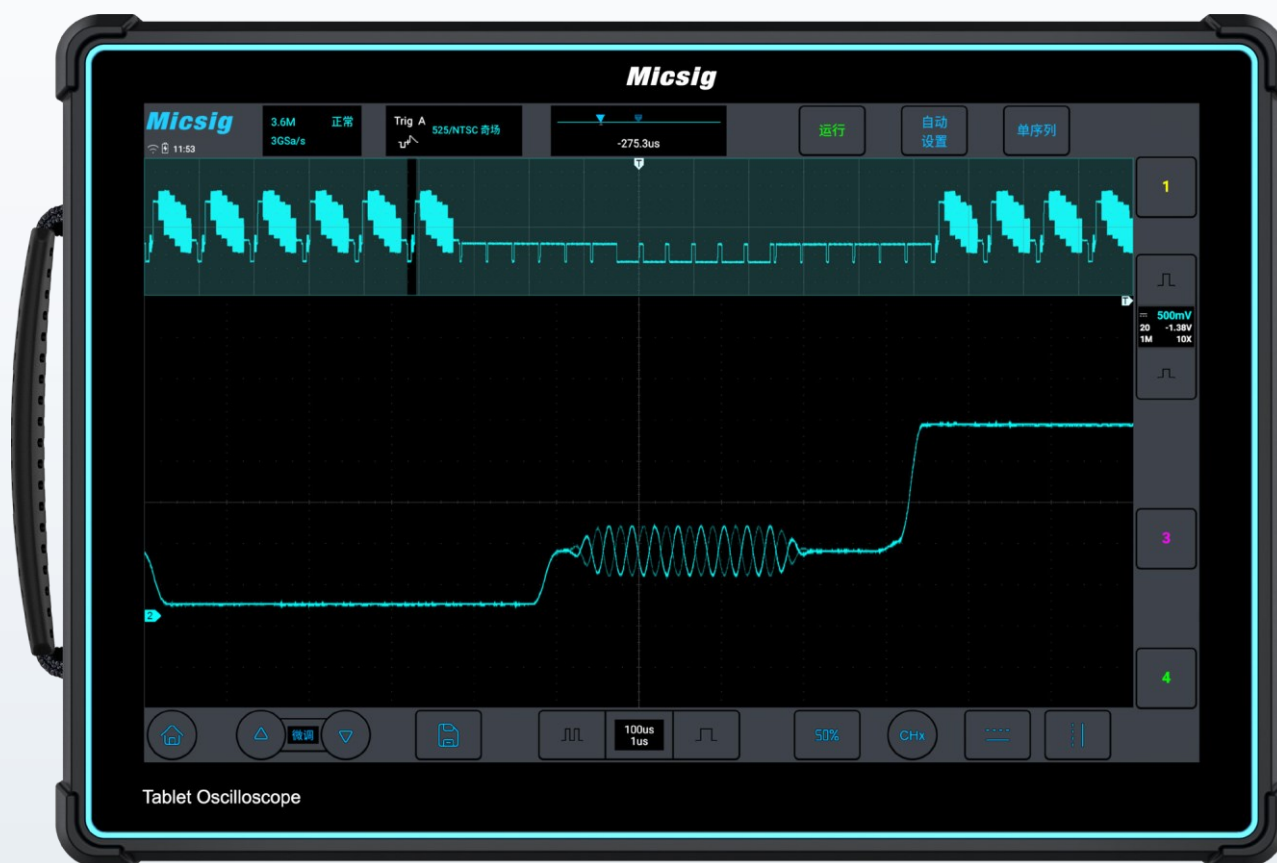 Micsig
Micsig
11:53
3.6M 正常
3GSa/s
Trig A
525/NTSC 奇场
-275.3us
运行
自动
设置
单序列
T
1
T
500mV
20 -1.38V
1M 10X
3
2
4
微调
100us
1us
50%
CHx
Tablet Oscilloscope